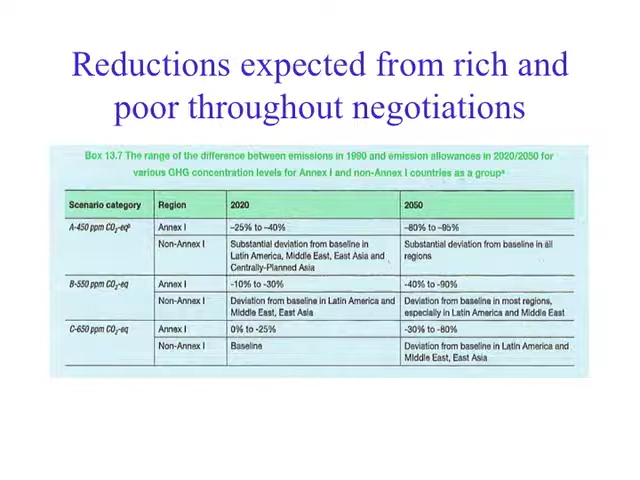 Reductions expected from rich and
poor throughout negotiations
Box 13.7 The range of the difference between emissions in 1990 and emission allowances in 2020/2050 for
various GHG concentration levels for Annex I and non-Annex I countries as a groupᵃ
Scenario category Region 2020 2050
A-450 ppm CO₂-eqᵇ Annex I –25% to –40% –80% to –95%
Non-Annex I Substantial deviation from baseline in Substantial deviation from baseline in all
Latin America, Middle East, East Asia and regions
Centrally-Planned Asia
B-550 ppm CO₂-eq Annex I -10% to -30% -40% to -90%
Non-Annex I Deviation from baseline in Latin America and Deviation from baseline in most regions,
Middle East, East Asia especially in Latin America and Middle East
C-650 ppm CO₂-eq Annex I 0% to -25% -30% to -80%
Non-Annex I Baseline Deviation from baseline in Latin America and
Middle East, East Asia